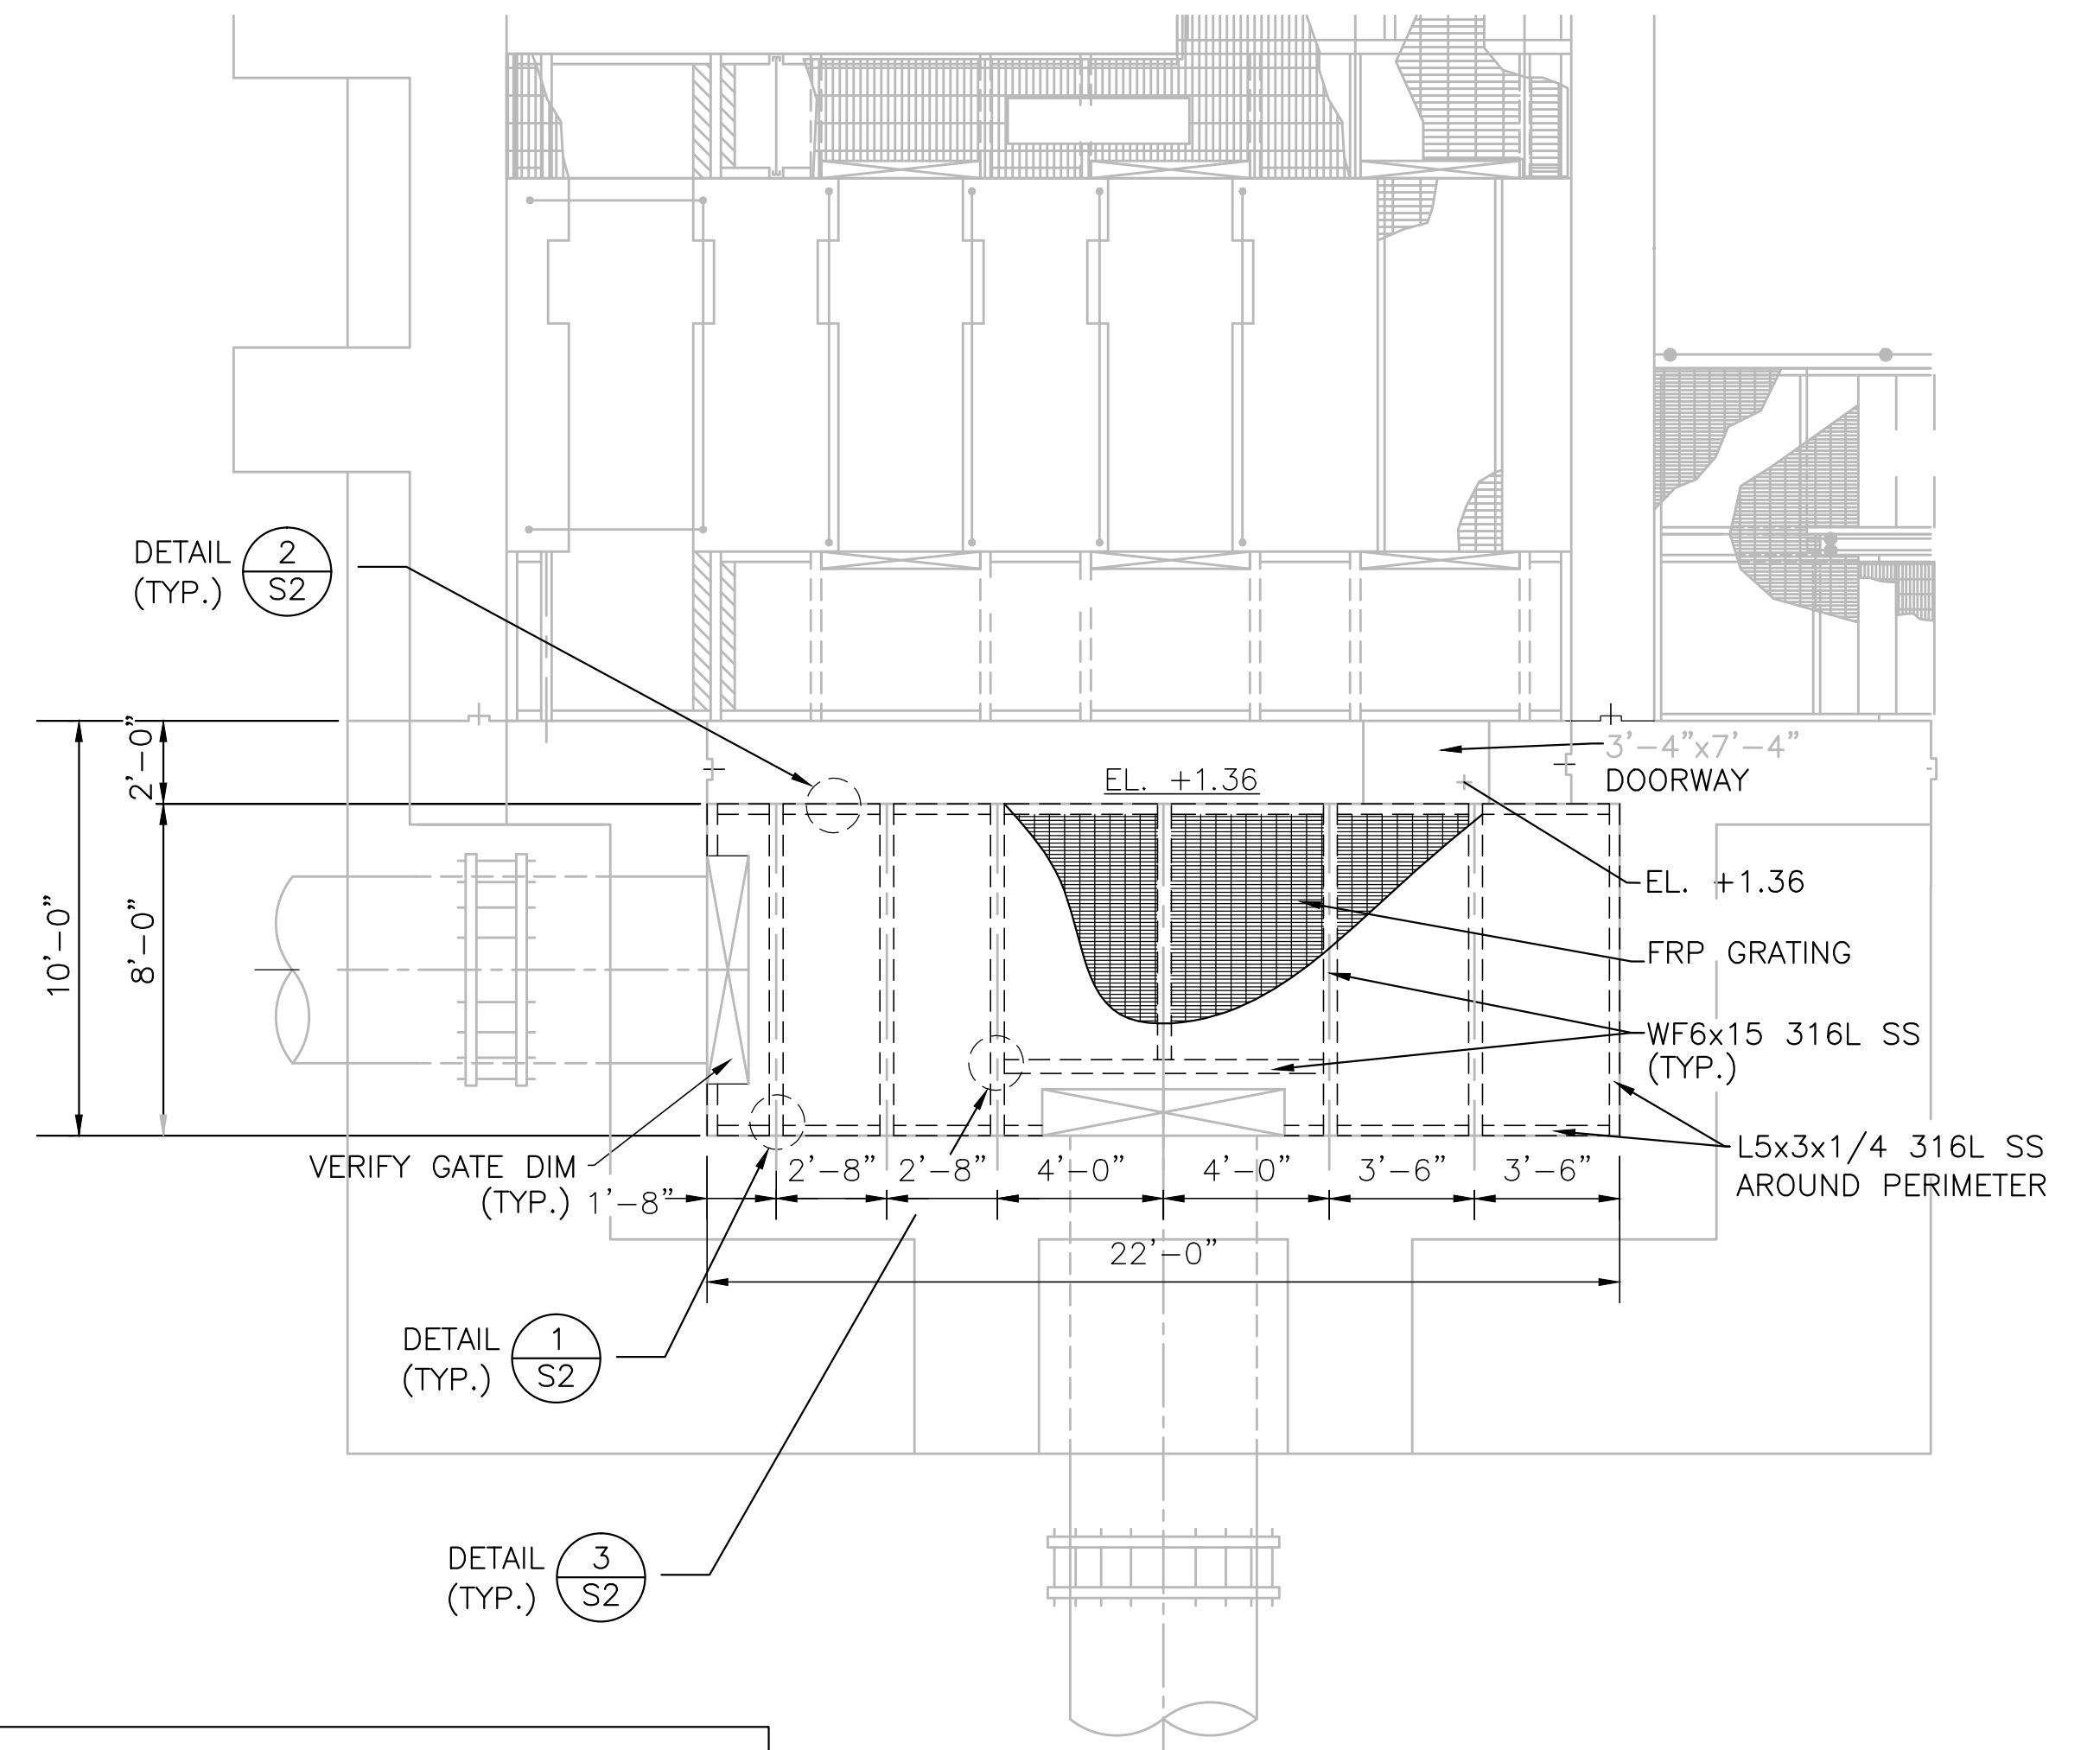 DETAIL 2
(TYP.) S2
2'-0"
10'-0"
8'-0"
3'-4"x7'-4"
DOORWAY
EL. +1.36
EL. +1.36
FRP GRATING
WF6x15 316L SS
(TYP.)
L5x3x1/4 316L SS
AROUND PERIMETER
VERIFY GATE DIM
(TYP.)
1'-8" 2'-8" 2'-8" 4'-0" 4'-0" 3'-6" 3'-6"
22'-0"
DETAIL 1
(TYP.) S2
DETAIL 3
(TYP.) S2